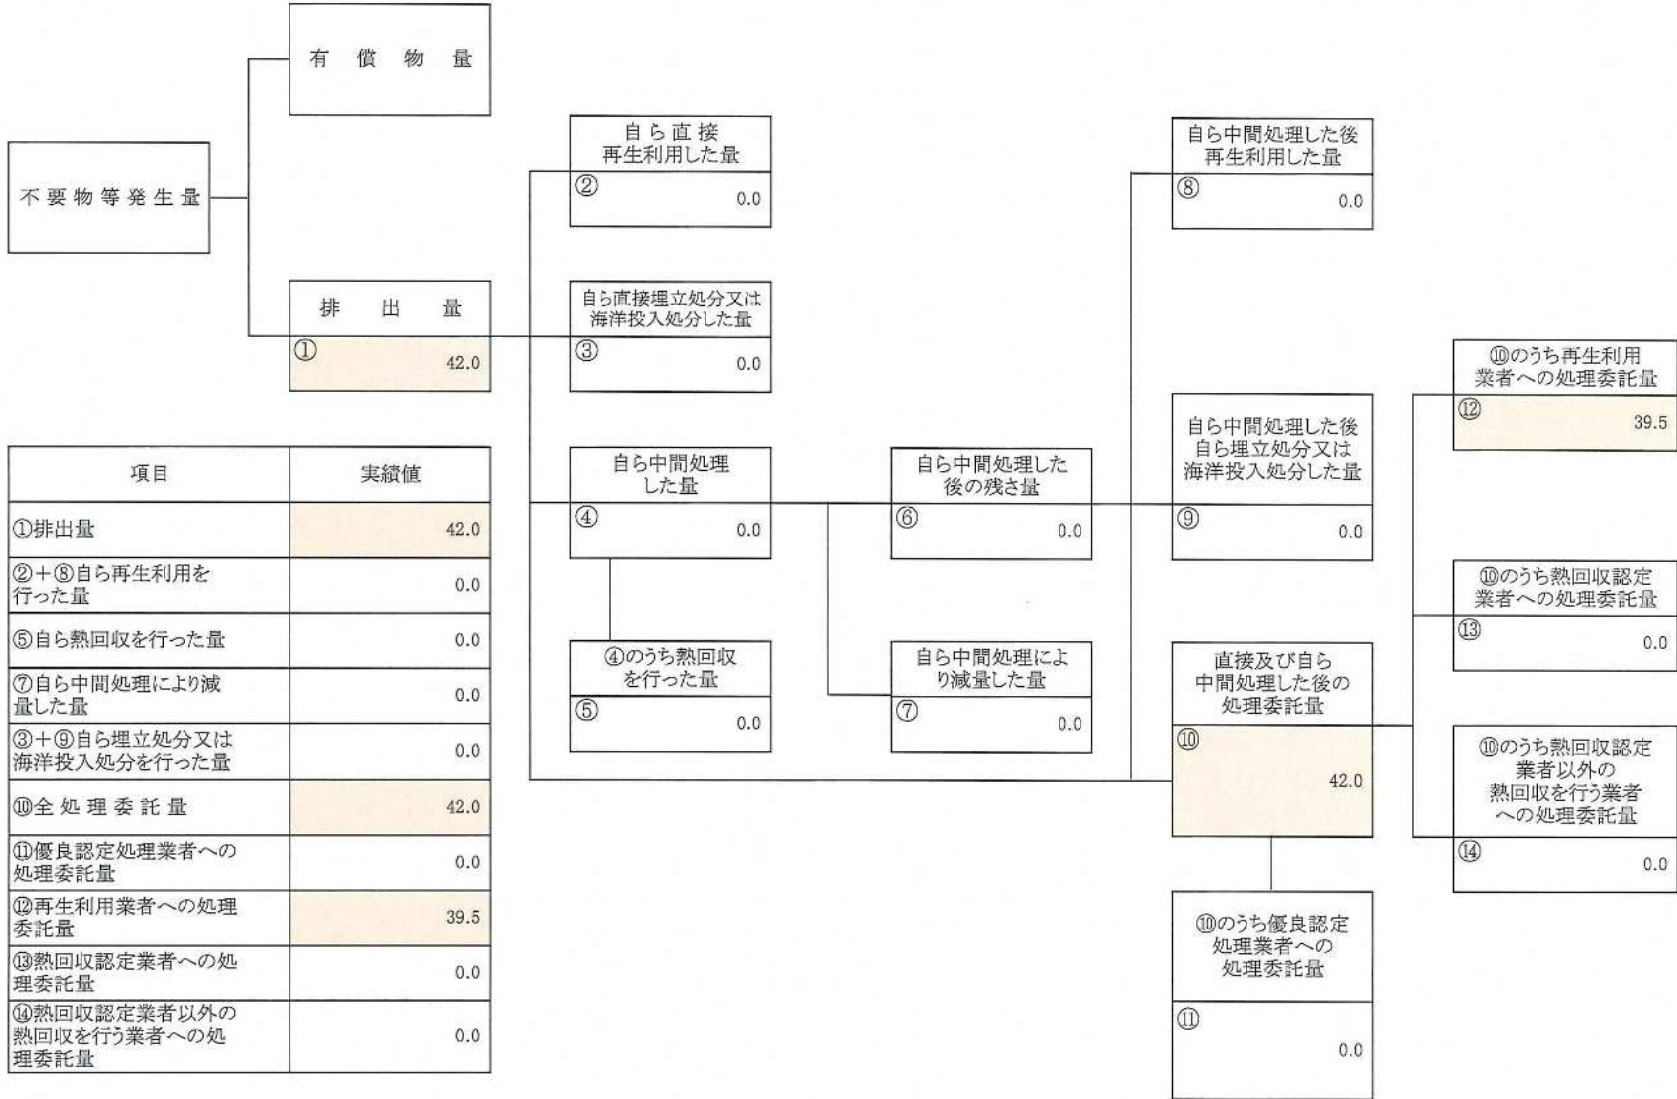 有償物量
不要物等発生量
排出量
① 42.0
自ら直接
再生利用した量
② 0.0
自ら直接埋立処分又は
海洋投入処分した量
③ 0.0
自ら中間処理
した量
④ 0.0
④のうち熱回収
を行った量
⑤ 0.0
自ら中間処理した
後の残さ量
⑥ 0.0
自ら中間処理によ
り減量した量
⑦ 0.0
自ら中間処理した後
再生利用した量
⑧ 0.0
自ら中間処理した後
自ら埋立処分又は
海洋投入処分した量
⑨ 0.0
直接及び自ら
中間処理した後の
処理委託量
⑩
42.0
⑩のうち優良認定
処理業者への
処理委託量
⑪
0.0
⑩のうち再生利用
業者への処理委託量
⑫ 39.5
⑩のうち熱回収認定
業者への処理委託量
⑬ 0.0
⑩のうち熱回収認定
業者以外の
熱回収を行う業者
への処理委託量
⑭ 0.0
項目 実績値
①排出量 42.0
②+⑧自ら再生利用を
行った量 0.0
⑤自ら熱回収を行った量 0.0
⑦自ら中間処理により減
量した量 0.0
③+⑨自ら埋立処分又は
海洋投入処分を行った量 0.0
⑩全処理委託量 42.0
⑪優良認定処理業者への
処理委託量 0.0
⑫再生利用業者への処理
委託量 39.5
⑬熱回収認定業者への処
理委託量 0.0
⑭熱回収認定業者以外の
熱回収を行う業者への処
理委託量 0.0